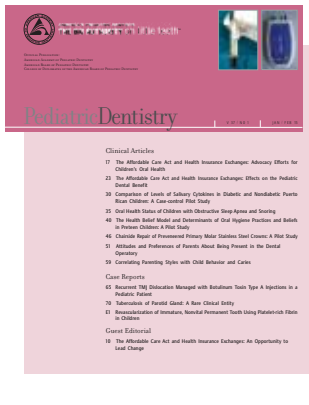 PediatricDentistry
Clinical Articles
17 The Affordable Care Act and Health Insurance Exchanges: Advocacy Efforts for
Children's Oral Health
23 The Affordable Care Act and Health Insurance Exchanges: Effects on the Pediatric
Dental Benefit
30 Comparison of Levels of Salivary Cytokines in Diabetic and Nondiabetic Puerto
Rican Children: A Case-control Pilot Study
35 Oral Health Status of Children with Obstructive Sleep Apnea and Snoring
40 The Health Belief Model and Determinants of Oral Hygiene Practices and Beliefs
in Preteen Children: A Pilot Study
46 Chairside Repair of Preveneered Primary Molar Stainless Steel Crowns: A Pilot Study
51 Attitudes and Preferences of Parents About Being Present in the Dental
Operatory
59 Correlating Parenting Styles with Child Behavior and Caries
Case Reports
65 Recurrent TMJ Dislocation Managed with Botulinum Toxin Type A Injections in a
Pediatric Patient
70 Tuberculosis of Parotid Gland: A Rare Clinical Entity
E1 Revascularization of Immature, Nonvital Permanent Tooth Using Platelet-rich Fibrin
in Children
Guest Editorial
10 The Affordable Care Act and Health Insurance Exchanges: An Opportunity to
Lead Change